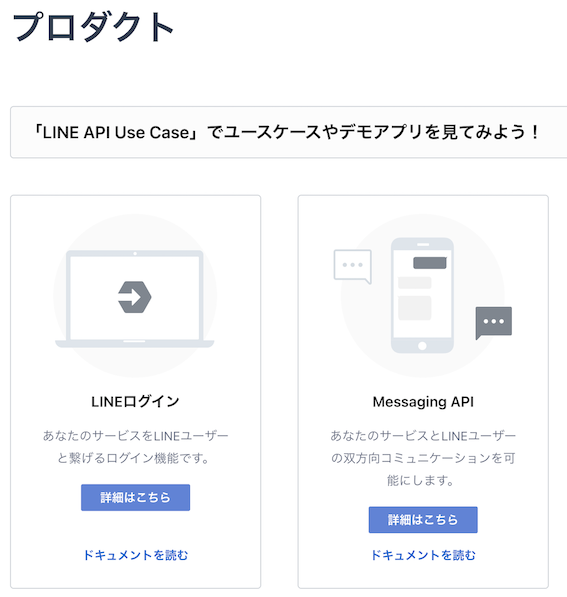 プロダクト
「LINE API Use Case」でユースケースやデモアプリを見てみよう！
LINEログイン
あなたのサービスをLINEユーザー
と繋げるログイン機能です。
詳細はこちら
ドキュメントを読む
Messaging API
あなたのサービスとLINEユーザー
の双方向コミュニケーションを可
能にします。
詳細はこちら
ドキュメントを読む